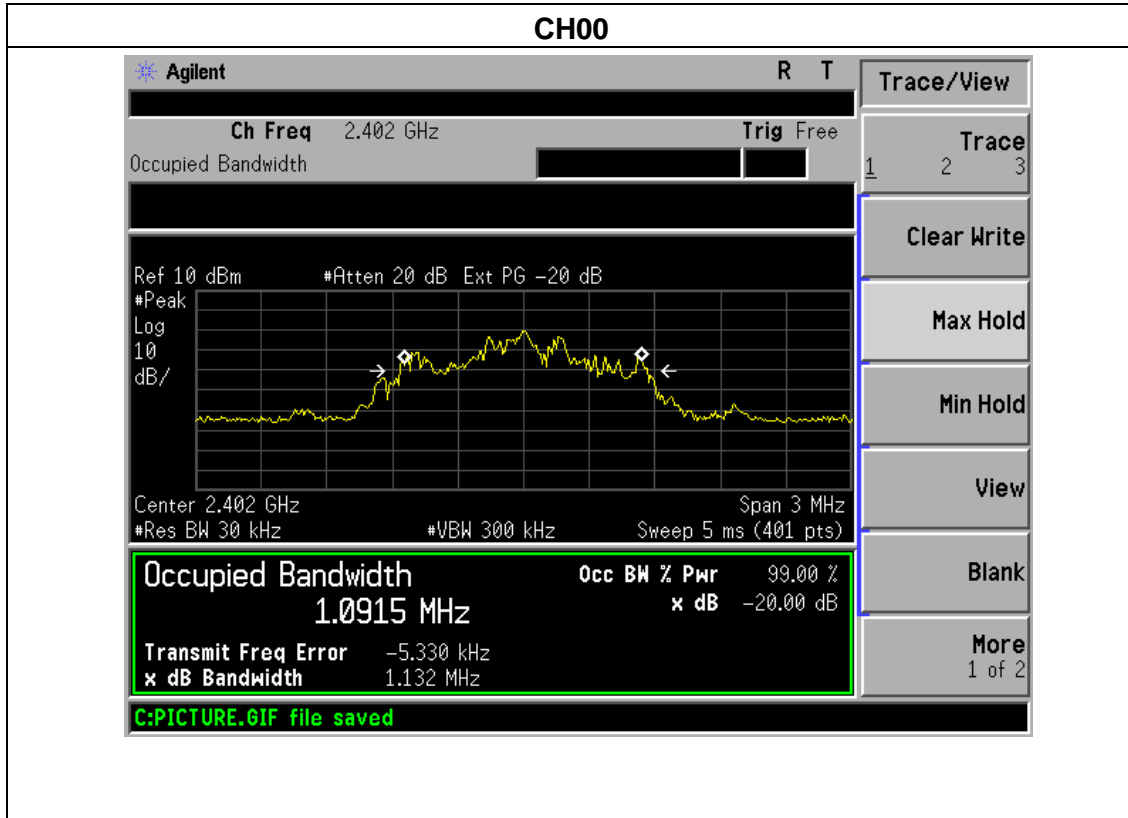 CH00
Agilent R T
Ch Freq 2.402 GHz Trig Free
Occupied Bandwidth
Ref 10 dBm #Atten 20 dB Ext PG -20 dB
#Peak
Log
10
dB/
Center 2.402 GHz Span 3 MHz
#Res BW 30 kHz #VBW 300 kHz Sweep 5 ms (401 pts)
Occupied Bandwidth Occ BW % Pwr 99.00 %
1.0915 MHz x dB -20.00 dB
Transmit Freq Error -5.330 kHz
x dB Bandwidth 1.132 MHz
C:PICTURE.GIF file saved
Trace/View
Trace
1 2 3
Clear Write
Max Hold
Min Hold
View
Blank
More
1 of 2